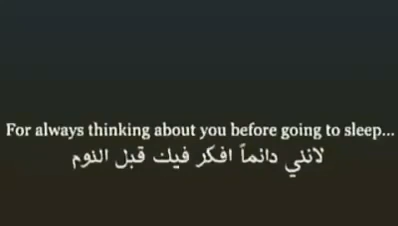 For always thinking about you before going to sleep...
لانني دائماً افكر فيك قبل النوم